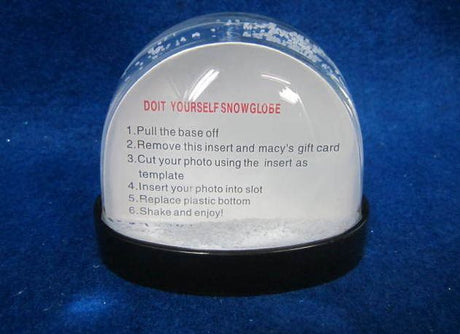 DOIT YOURSELF SNOWGLOBE
1.Pull the base off
2.Remove this insert and macy's gift card
3.Cut your photo using the insert as
template
4.Insert your photo into slot
5.Replace plastic bottom
6.Shake and enjoy!